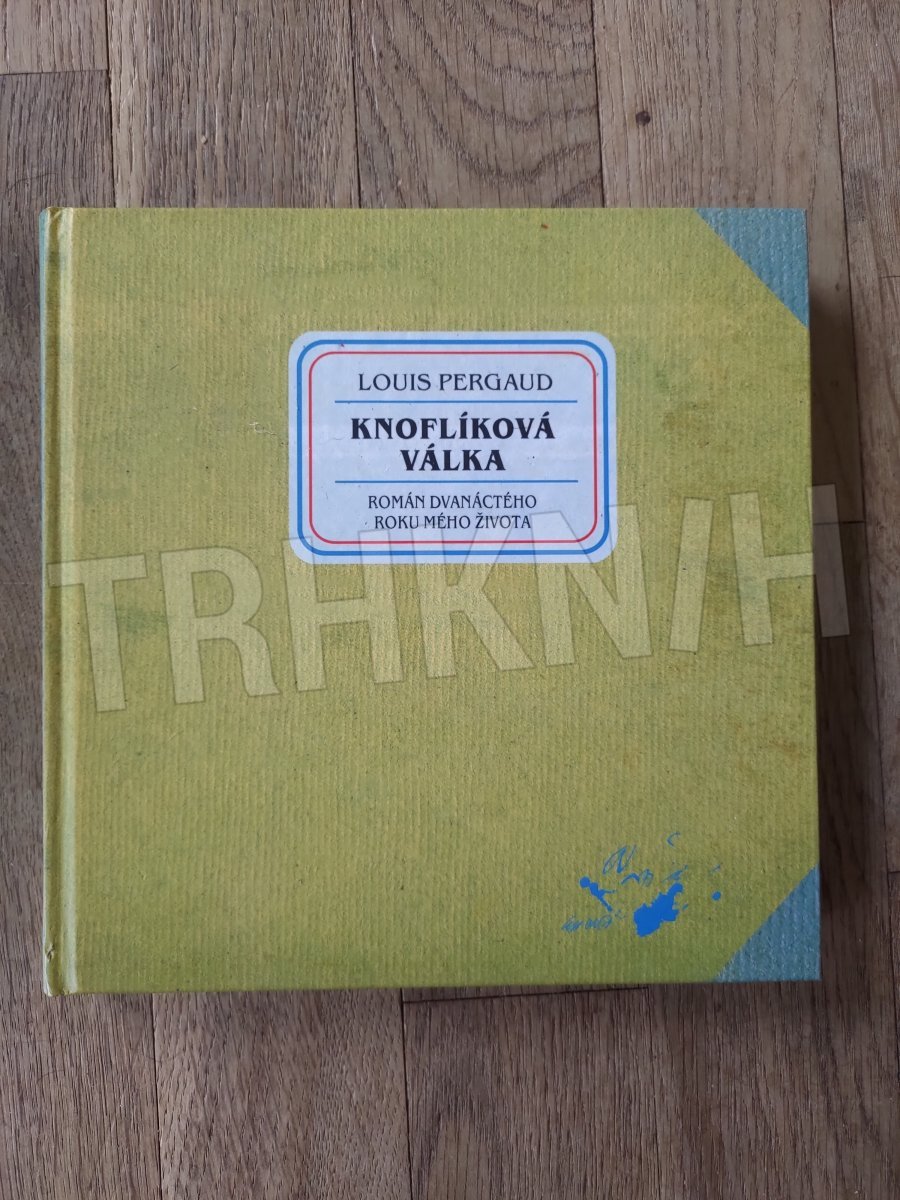 LOUIS PERGAUD
KNOFLÍKOVÁ
VÁLKA
ROMÁN DVANÁCTÉHO
ROKU MÉHO ŽIVOTA
TRHKNIH